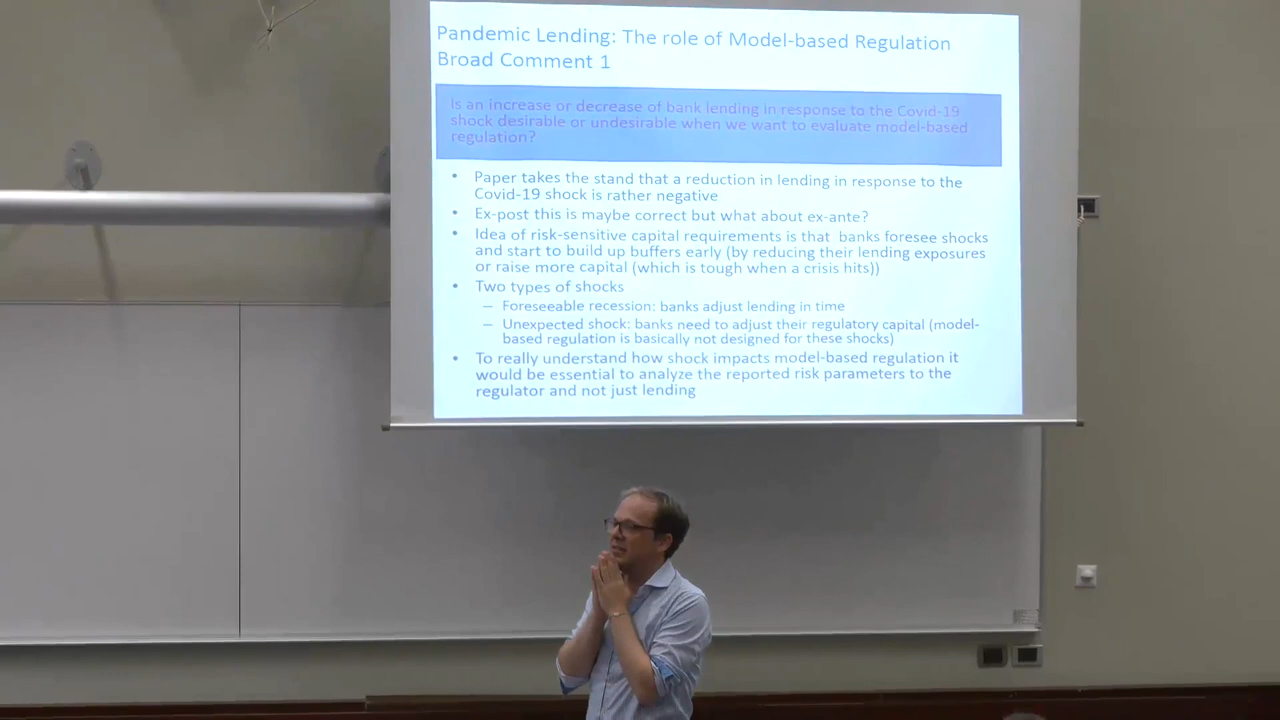 Pandemic Lending: The role of Model-based Regulation
Broad Comment 1
Is an increase or decrease of bank lending in response to the Covid-19
shock desirable or undesirable when we want to evaluate model-based
regulation?
• Paper takes the stand that a reduction in lending in response to the
Covid-19 shock is rather negative
• Ex-post this is maybe correct but what about ex-ante?
• Idea of risk-sensitive capital requirements is that banks foresee shocks
and start to build up buffers early (by reducing their lending exposures
or raise more capital (which is tough when a crisis hits))
• Two types of shocks
– Foreseeable recession: banks adjust lending in time
– Unexpected shock: banks need to adjust their regulatory capital (model-
based regulation is basically not designed for these shocks)
• To really understand how shock impacts model-based regulation it
would be essential to analyze the reported risk parameters to the
regulator and not just lending